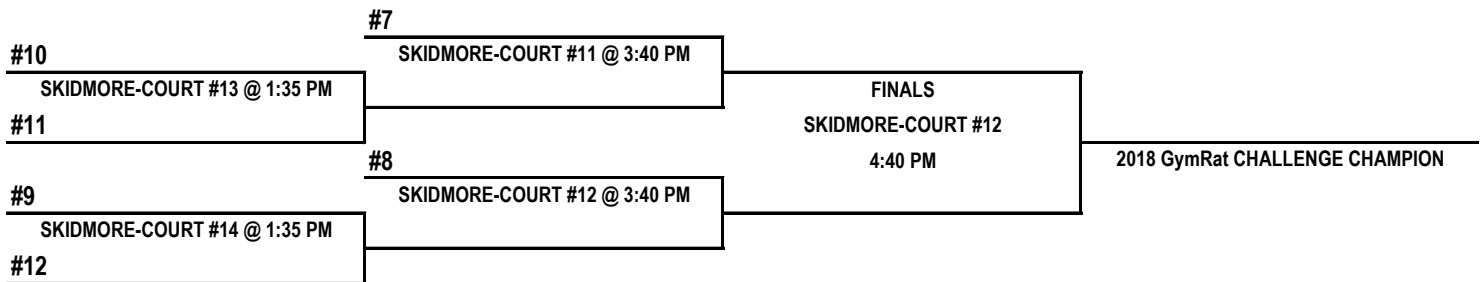 #7
#10
SKIDMORE-COURT #11 @ 3:40 PM
SKIDMORE-COURT #13 @ 1:35 PM
FINALS
#11
SKIDMORE-COURT #12
#8
4:40 PM
2018 GymRat CHALLENGE CHAMPION
#9
SKIDMORE-COURT #12 @ 3:40 PM
SKIDMORE-COURT #14 @ 1:35 PM
#12